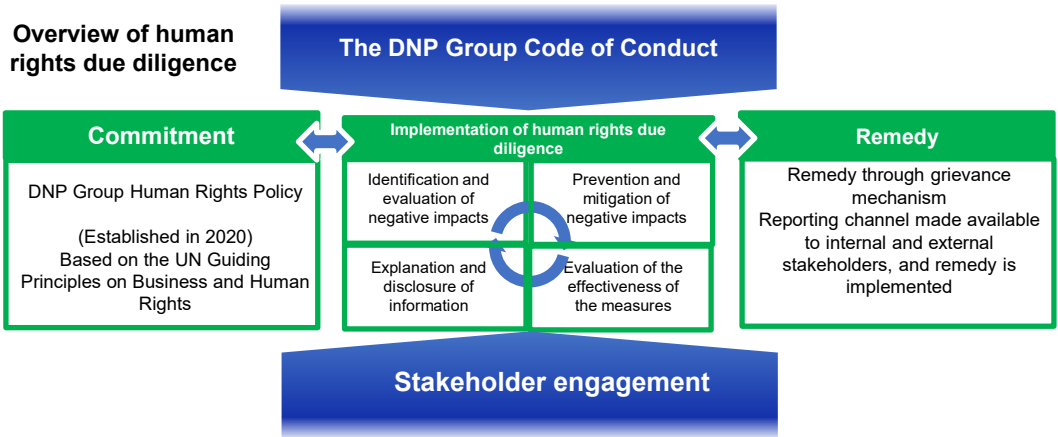 Overview of human
rights due diligence
The DNP Group Code of Conduct
Commitment
DNP Group Human Rights Policy
(Established in 2020)
Based on the UN Guiding
Principles on Business and Human
Rights
Implementation of human rights due
diligence
Identification and
evaluation of
negative impacts
Prevention and
mitigation of
negative impacts
Explanation and
disclosure of
information
Evaluation of the
effectiveness of
the measures
Remedy
Remedy through grievance
mechanism
Reporting channel made available
to internal and external
stakeholders, and remedy is
implemented
Stakeholder engagement